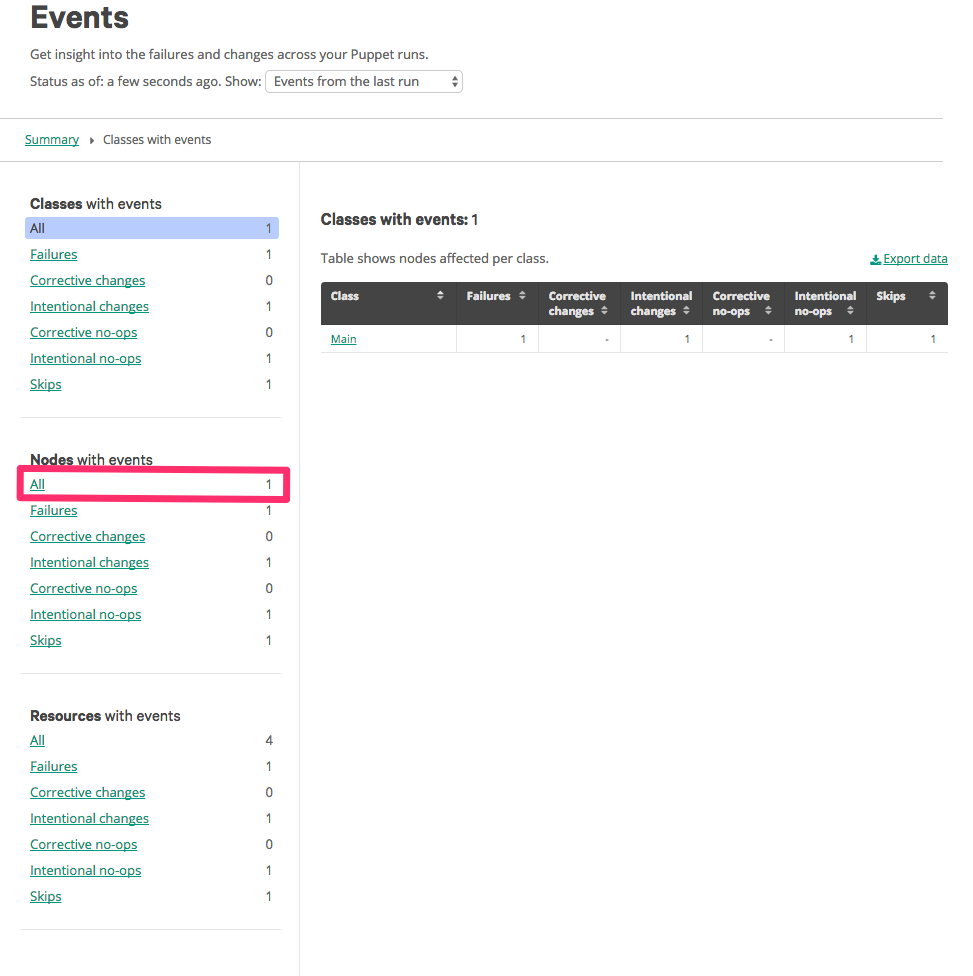 Events
Get insight into the failures and changes across your Puppet runs.
Status as of: a few seconds ago. Show: Events from the last run
Summary Classes with events
Classes with events
All 1
Failures 1
Corrective changes 0
Intentional changes 1
Corrective no-ops 0
Intentional no-ops 1
Skips 1
Nodes with events
All 1
Failures 1
Corrective changes 0
Intentional changes 1
Corrective no-ops 0
Intentional no-ops 1
Skips 1
Resources with events
All 4
Failures 1
Corrective changes 0
Intentional changes 1
Corrective no-ops 0
Intentional no-ops 1
Skips 1
Classes with events: 1
Table shows nodes affected per class. Export data
Class Failures Corrective Intentional Corrective Intentional Skips
changes changes no-ops no-ops
Main 1 - 1 - 1 1